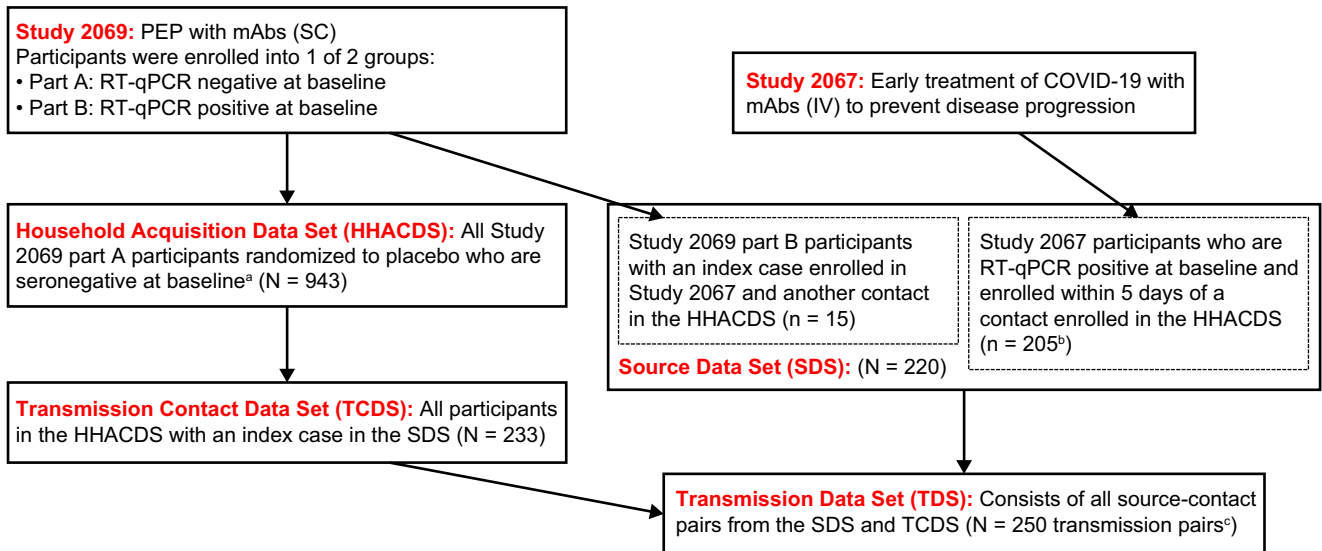 Study 2069: PEP with mAbs (SC)
Participants were enrolled into 1 of 2 groups:
• Part A: RT-qPCR negative at baseline
• Part B: RT-qPCR positive at baseline
Study 2067: Early treatment of COVID-19 with
mAbs (IV) to prevent disease progression
Household Acquisition Data Set (HHACDS): All Study
2069 part A participants randomized to placebo who are
seronegative at baselineᵃ (N = 943)
Study 2069 part B participants
with an index case enrolled in
Study 2067 and another contact
in the HHACDS (n = 15)
Study 2067 participants who are
RT-qPCR positive at baseline and
enrolled within 5 days of a
contact enrolled in the HHACDS
(n = 205ᵇ)
Source Data Set (SDS): (N = 220)
Transmission Contact Data Set (TCDS): All participants
in the HHACDS with an index case in the SDS (N = 233)
Transmission Data Set (TDS): Consists of all source-contact
pairs from the SDS and TCDS (N = 250 transmission pairsᶜ)